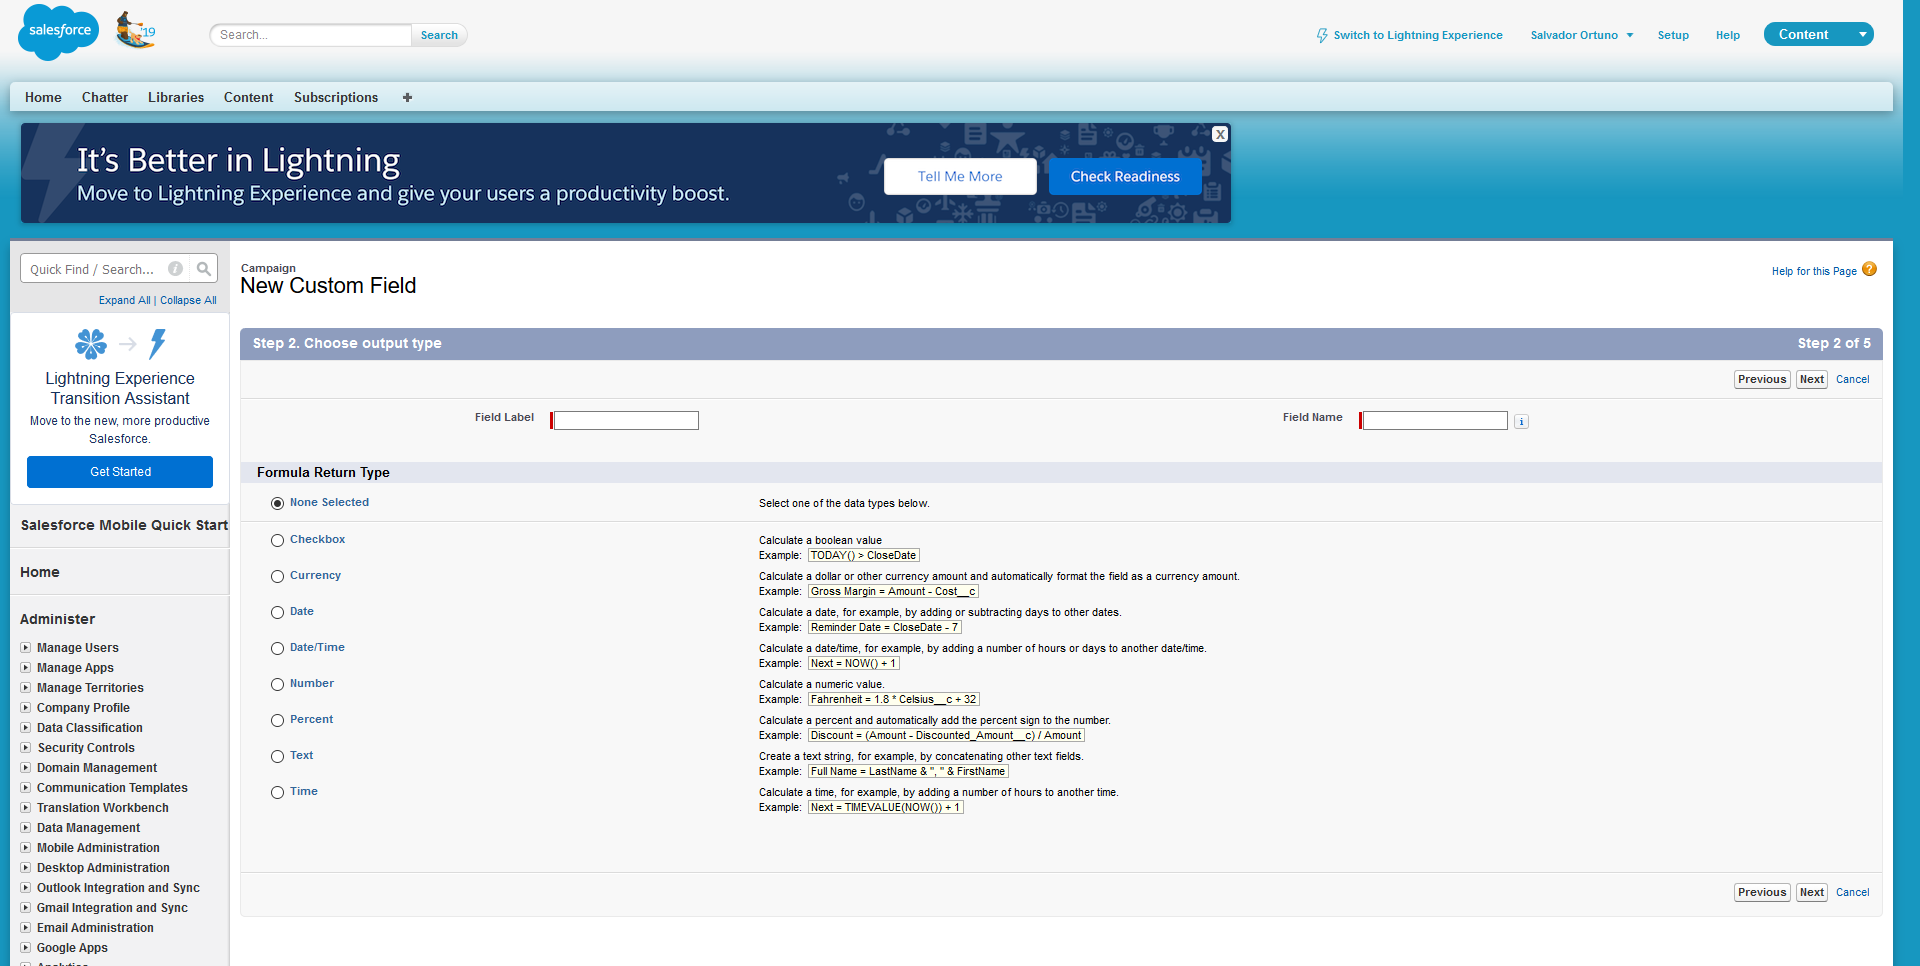 salesforce
'19
Search...
Search
Switch to Lightning Experience
Salvador Ortuno
Setup
Help
Content
Home
Chatter
Libraries
Content
Subscriptions
+
It's Better in Lightning
Move to Lightning Experience and give your users a productivity boost.
Tell Me More
Check Readiness
X
Quick Find / Search...
i
Expand All | Collapse All
Lightning Experience
Transition Assistant
Move to the new, more productive
Salesforce.
Get Started
Salesforce Mobile Quick Start
Home
Administer
Manage Users
Manage Apps
Manage Territories
Company Profile
Data Classification
Security Controls
Domain Management
Communication Templates
Translation Workbench
Data Management
Mobile Administration
Desktop Administration
Outlook Integration and Sync
Gmail Integration and Sync
Email Administration
Google Apps
Campaign
New Custom Field
Help for this Page ?
Step 2. Choose output type
Step 2 of 5
Previous
Next
Cancel
Field Label
Field Name
i
Formula Return Type
None Selected
Select one of the data types below.
Checkbox
Calculate a boolean value
Example: TODAY() > CloseDate
Currency
Calculate a dollar or other currency amount and automatically format the field as a currency amount.
Example: Gross Margin = Amount - Cost__c
Date
Calculate a date, for example, by adding or subtracting days to other dates.
Example: Reminder Date = CloseDate - 7
Date/Time
Calculate a date/time, for example, by adding a number of hours or days to another date/time.
Example: Next = NOW() + 1
Number
Calculate a numeric value.
Example: Fahrenheit = 1.8 * Celsius__c + 32
Percent
Calculate a percent and automatically add the percent sign to the number.
Example: Discount = (Amount - Discounted_Amount__c) / Amount
Text
Create a text string, for example, by concatenating other text fields.
Example: Full Name = LastName & ", " & FirstName
Time
Calculate a time, for example, by adding a number of hours to another time.
Example: Next = TIMEVALUE(NOW()) + 1
Previous
Next
Cancel